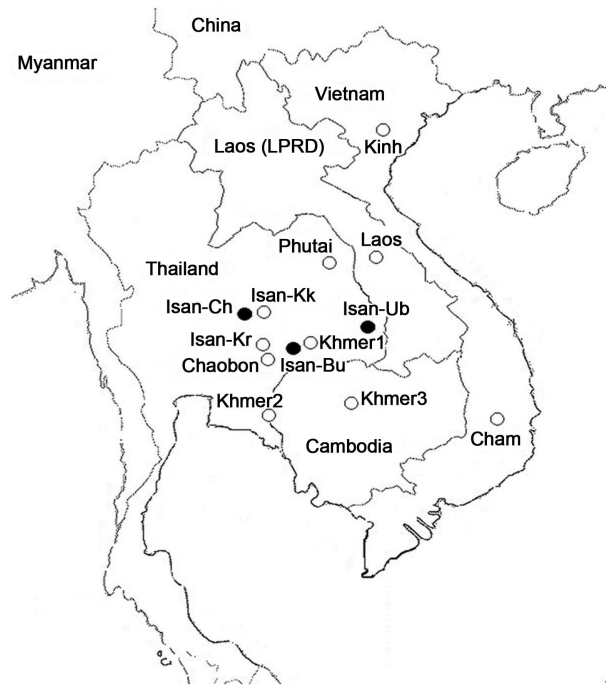 China
Myanmar
Vietnam
Kinh
Laos (LPRD)
Phutai
Laos
Thailand
Isan-Ch
Isan-Kk
Isan-Ub
Isan-Kr
Khmer1
Chaobon
Isan-Bu
Khmer2
Khmer3
Cambodia
Cham